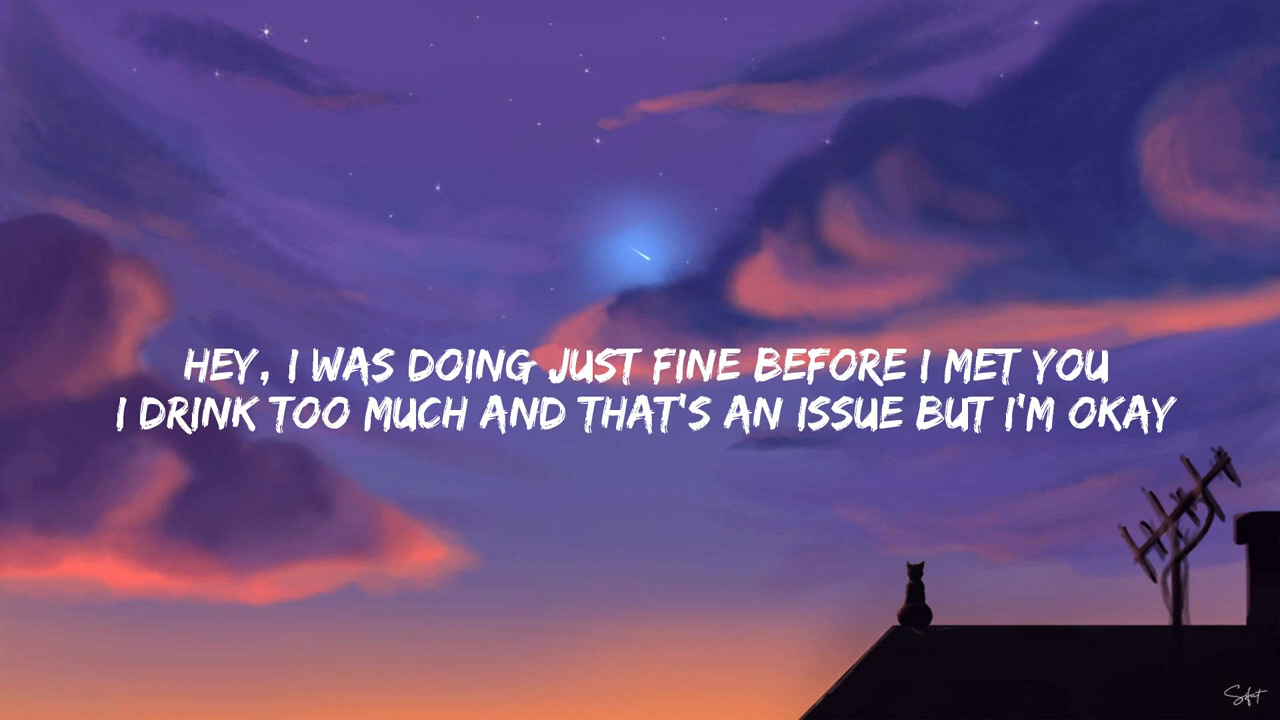 HEY, I WAS DOING JUST FINE BEFORE I MET YOU
I DRINK TOO MUCH AND THAT'S AN ISSUE BUT I'M OKAY